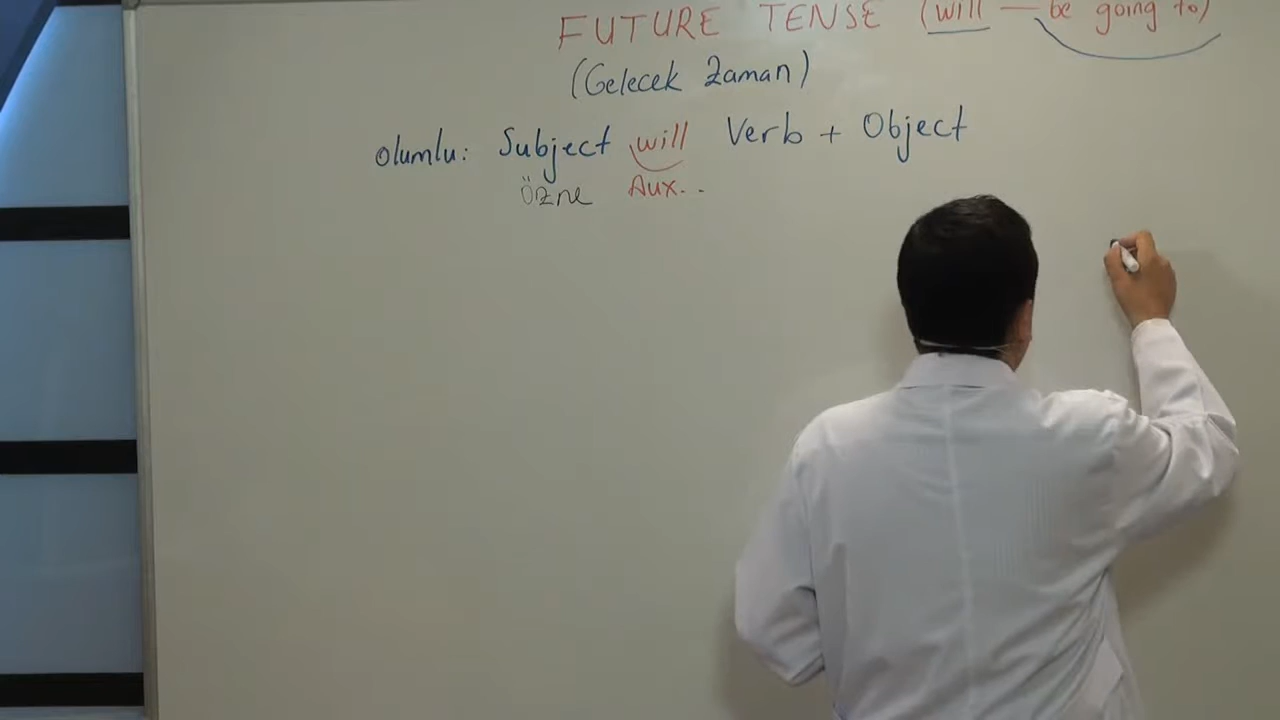 FUTURE TENSE (will — be going to)
(Gelecek Zaman)
olumlu: Subject will Verb + Object
Özne Aux..